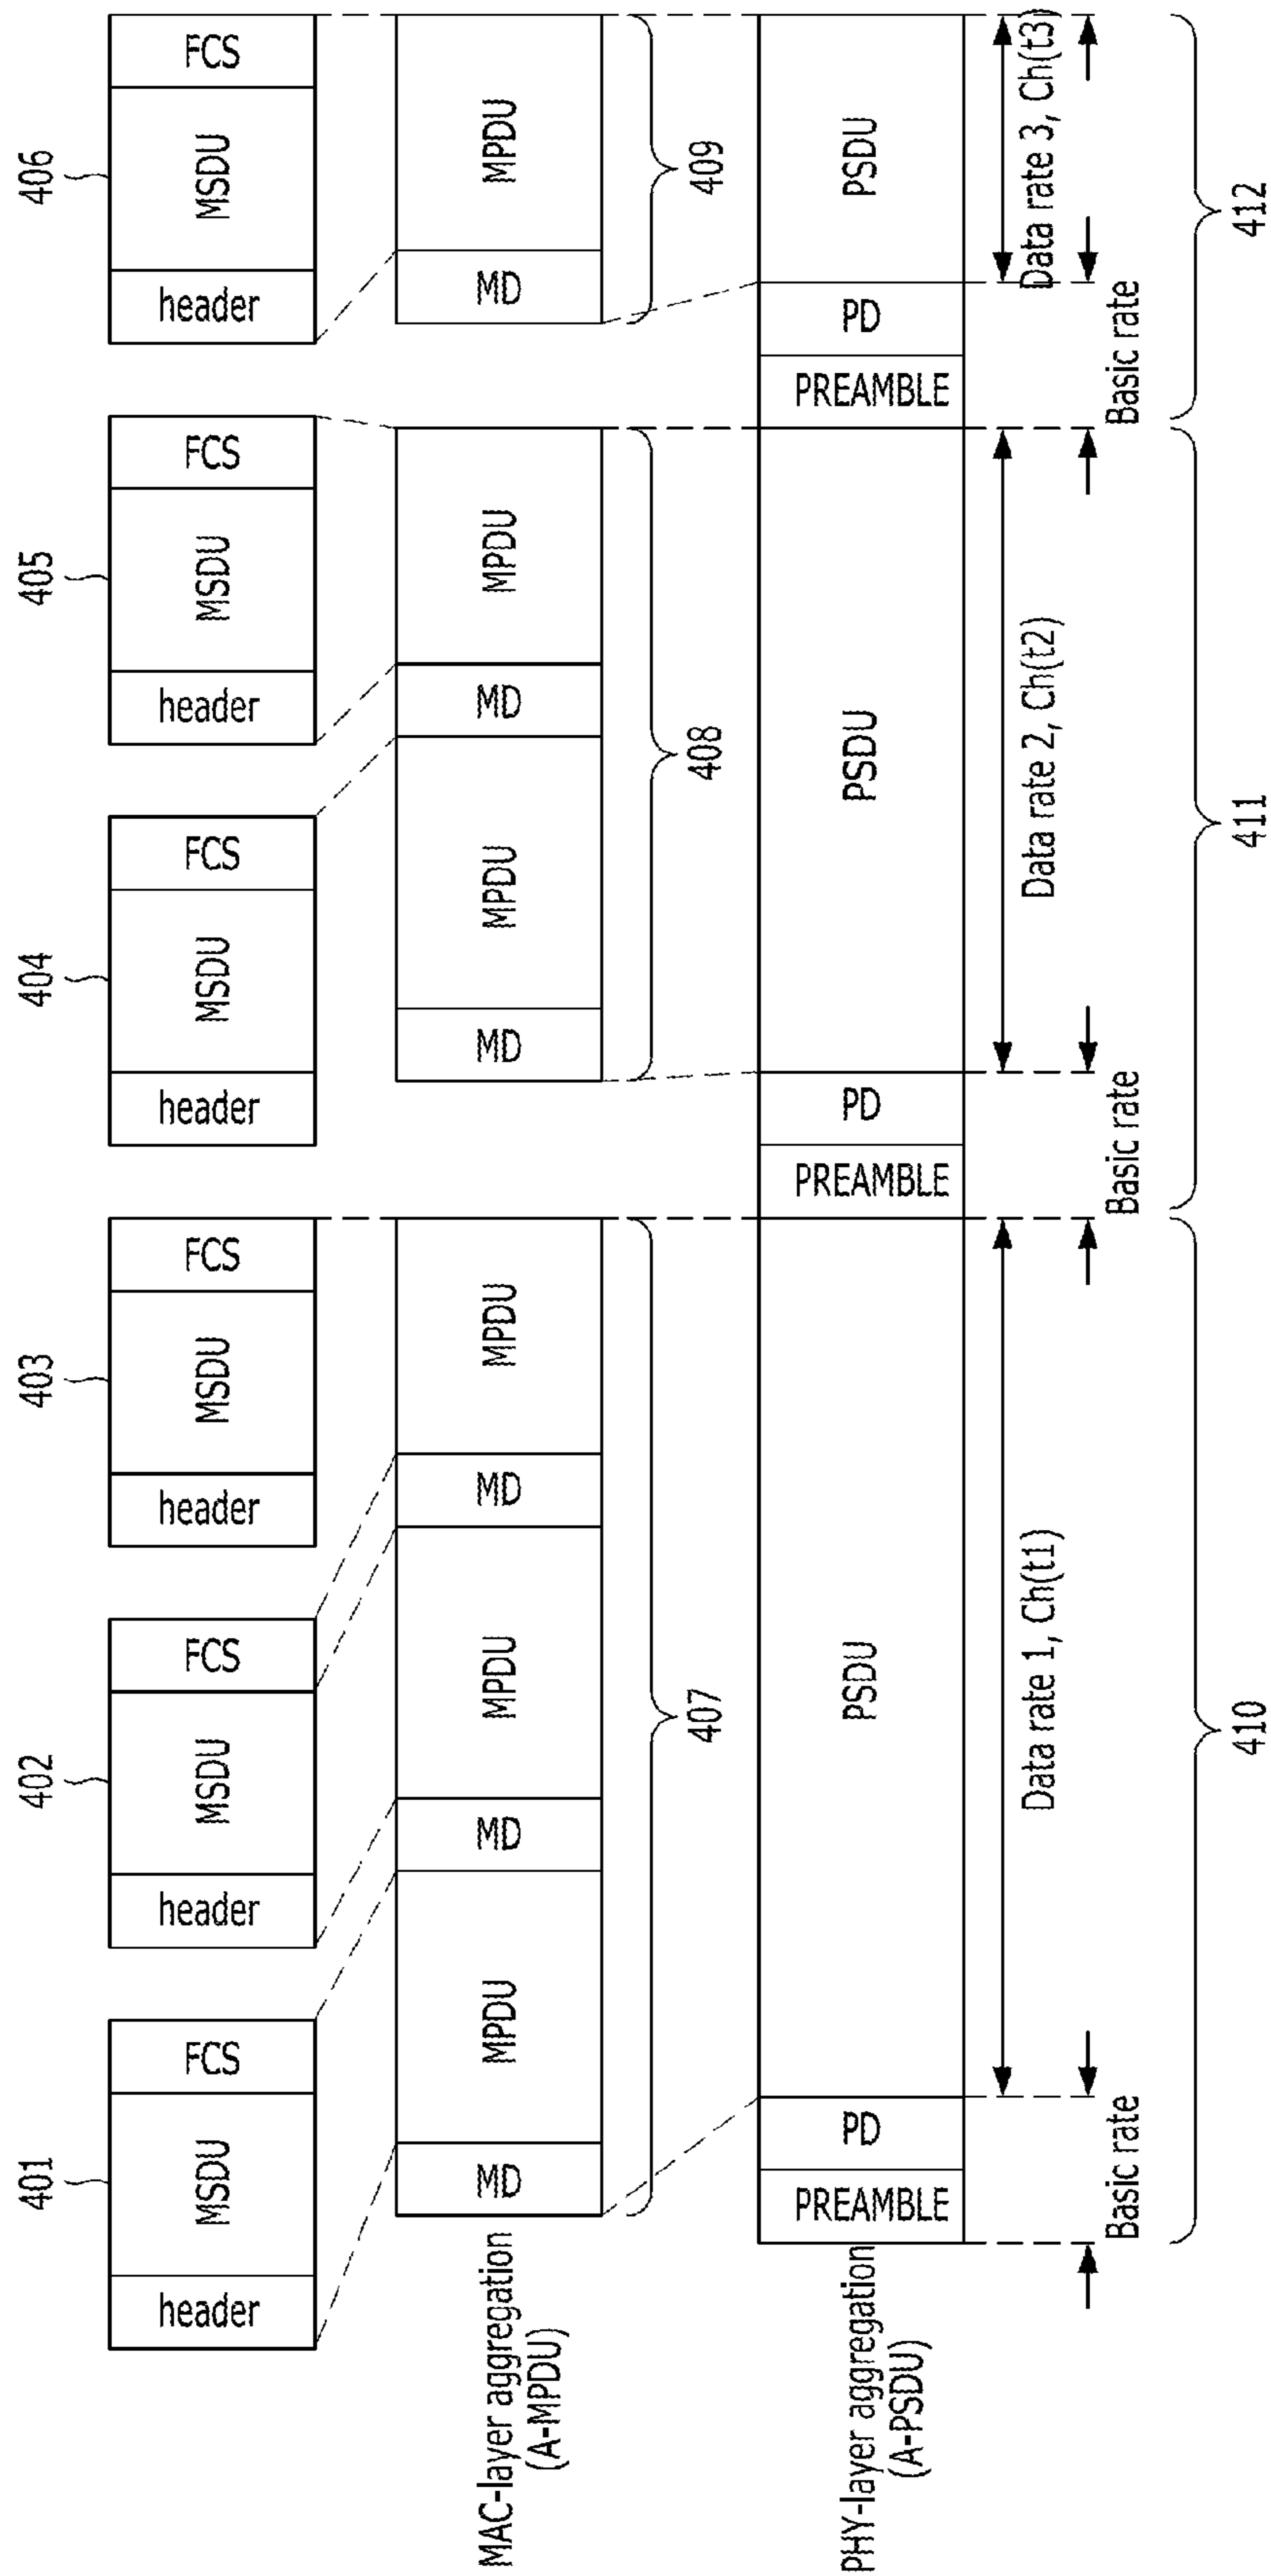 401
402
403
404
405
406
header
MSDU
FCS
header
MSDU
FCS
header
MSDU
FCS
header
MSDU
FCS
header
MSDU
FCS
header
MSDU
FCS
MAC-layer aggregation
(A-MPDU)
MD
MPDU
MD
MPDU
MD
MPDU
MD
MPDU
MD
MPDU
MD
MPDU
407
408
409
PHY-layer aggregation
(A-PSDU)
PREAMBLE
PD
PSDU
PREAMBLE
PD
PSDU
PREAMBLE
PD
PSDU
Data rate 1, Ch(t1)
Data rate 2, Ch(t2)
Data rate 3, Ch(t3)
Basic rate
Basic rate
Basic rate
410
411
412